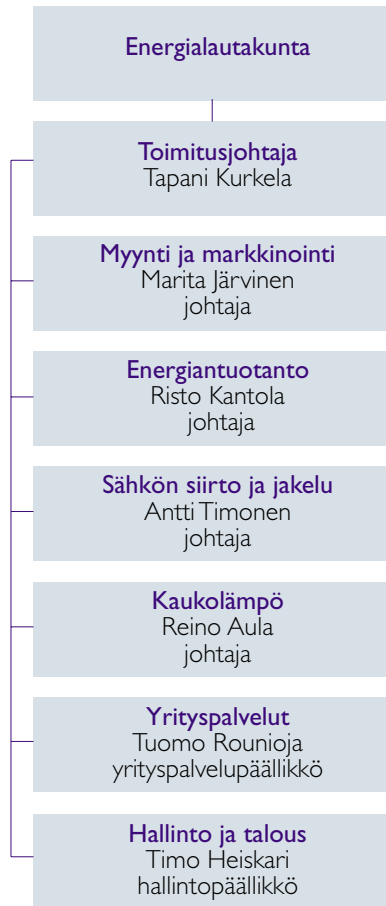 Energialautakunta
Toimitusjohtaja
Tapani Kurkela
Myynti ja markkinointi
Marita Järvinen
johtaja
Energiantuotanto
Risto Kantola
johtaja
Sähkön siirto ja jakelu
Antti Timonen
johtaja
Kaukolämpö
Reino Aula
johtaja
Yrityspalvelut
Tuomo Rounioja
yrityspalvelupäällikkö
Hallinto ja talous
Timo Heiskari
hallintopäällikkö